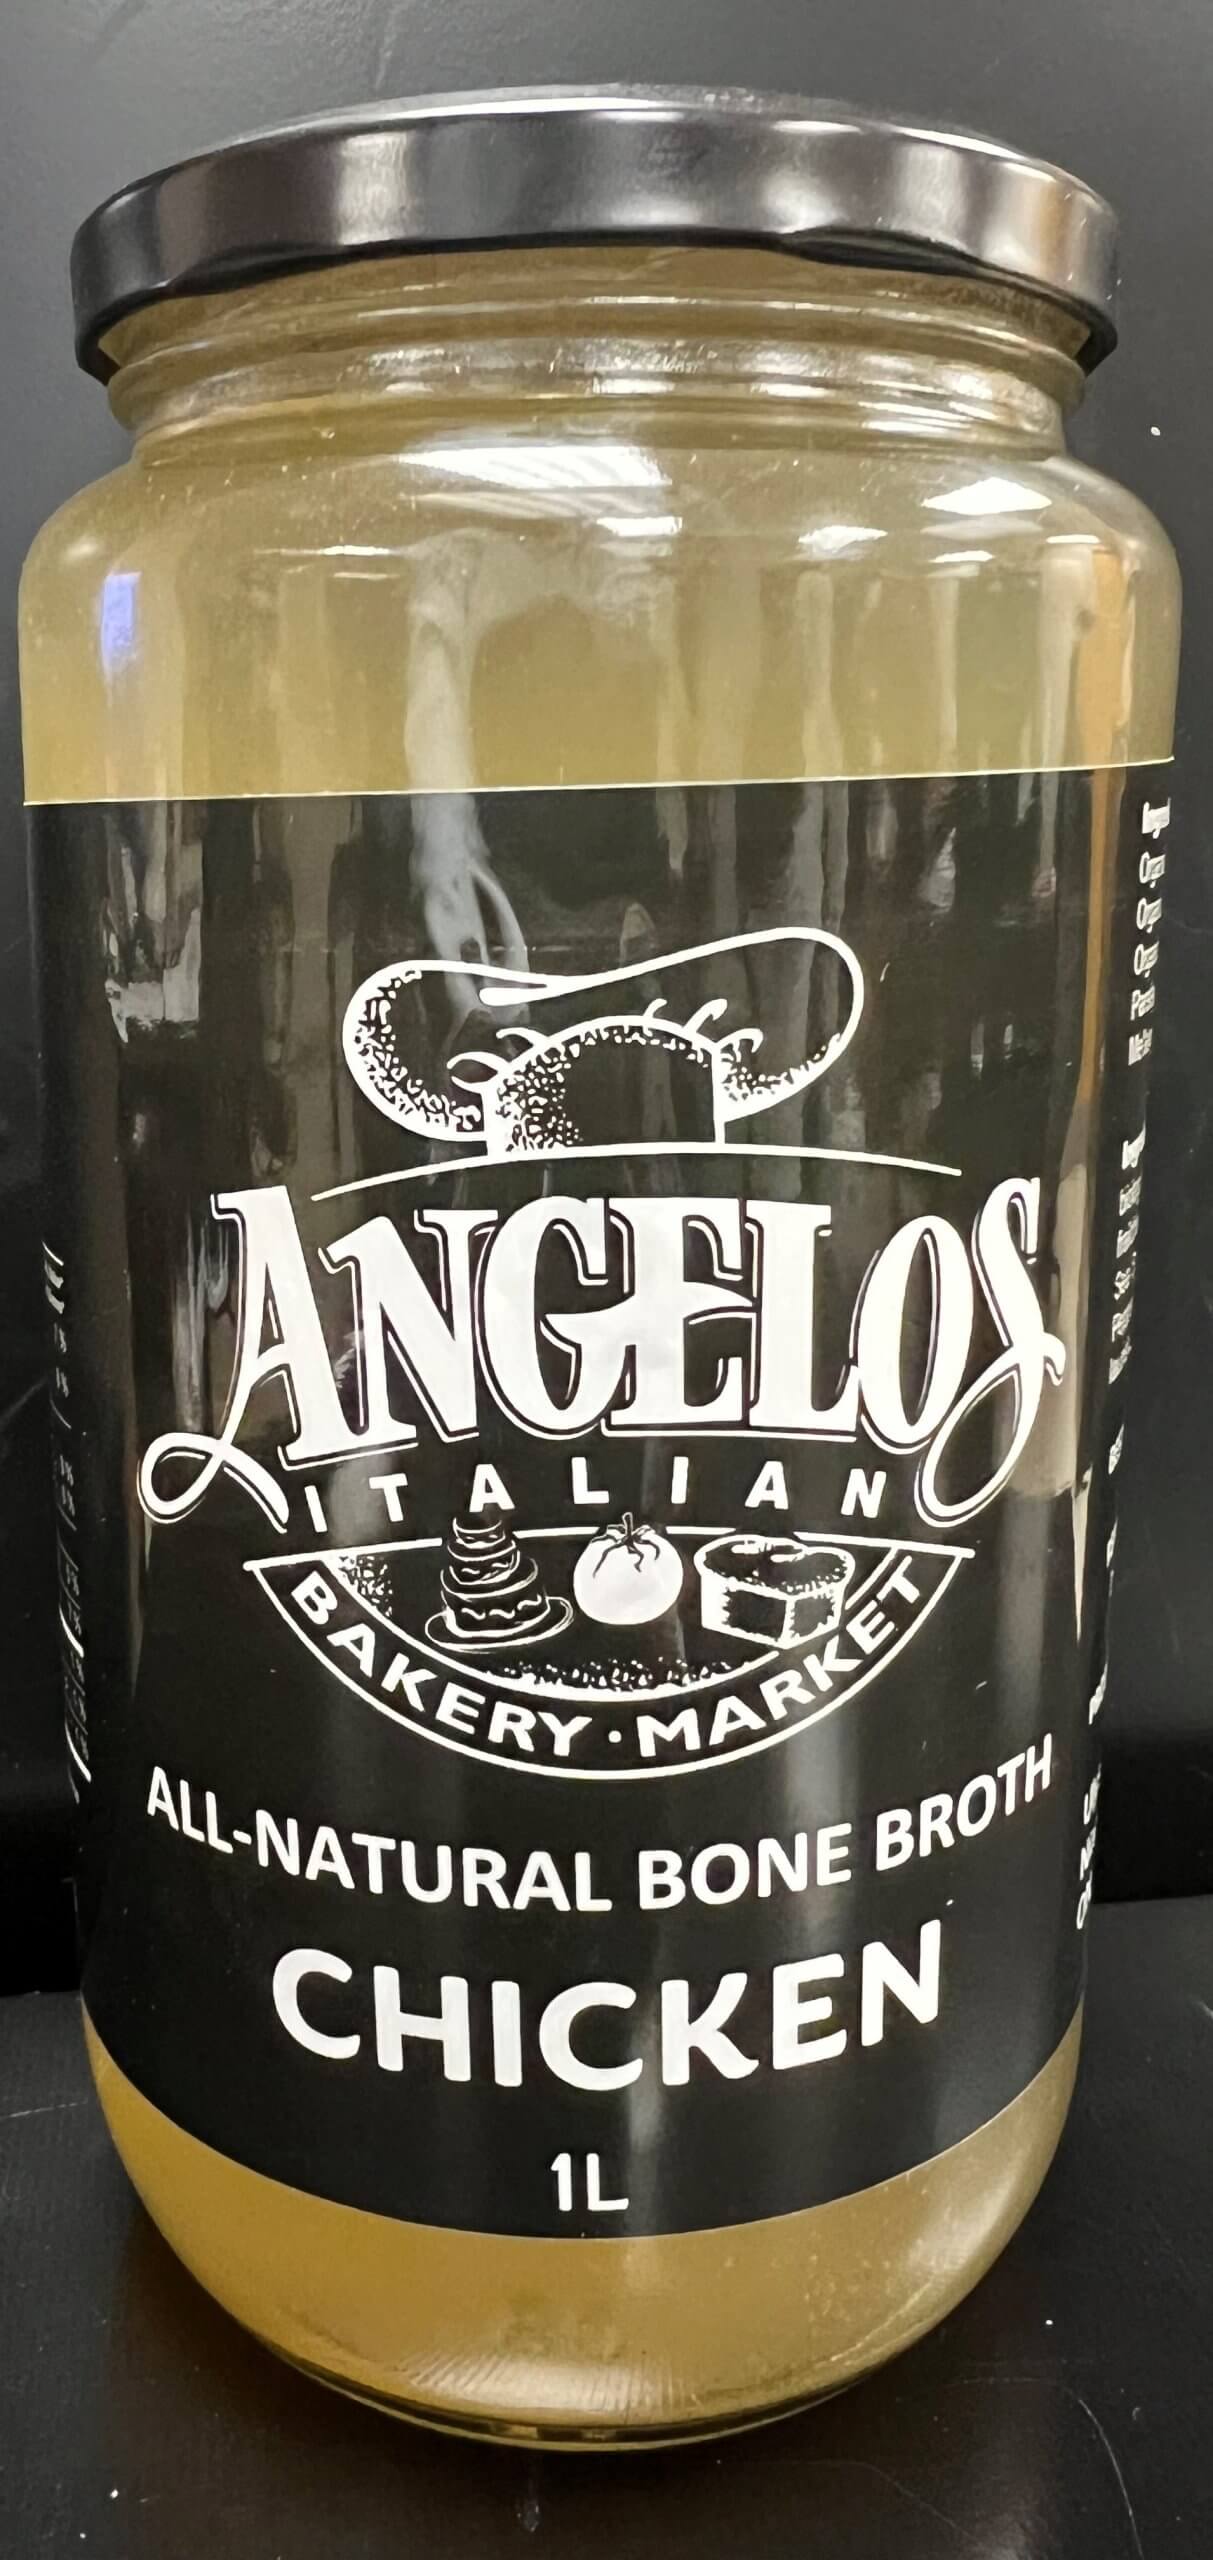 ANGELOS
ITALIAN
BAKERY · MARKET
ALL-NATURAL BONE BROTH
CHICKEN
1L